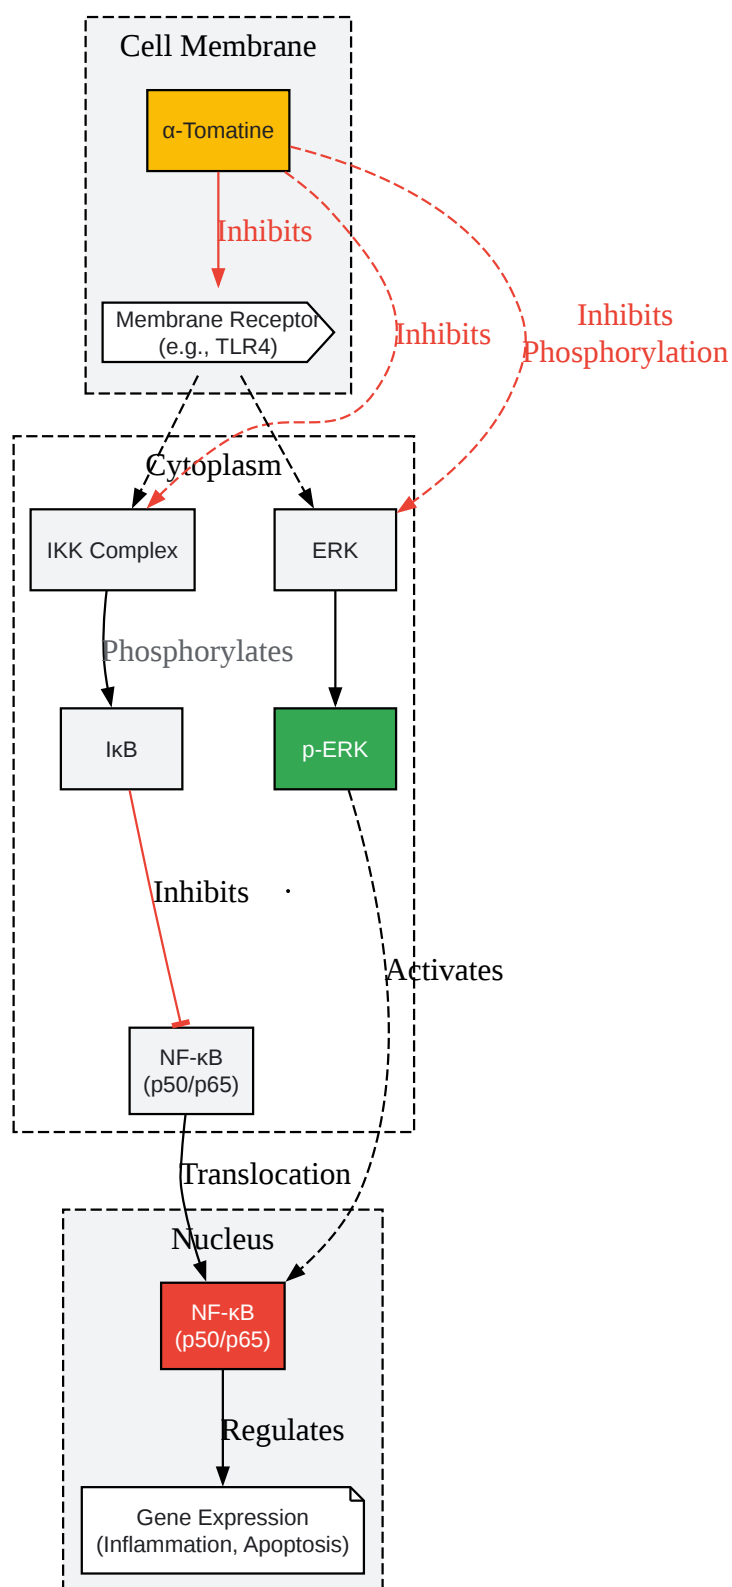 Cell Membrane
α-Tomatine
Inhibits
Membrane Receptor
(e.g., TLR4)
Inhibits
Inhibits
Phosphorylation
Cytoplasm
IKK Complex
ERK
Phosphorylates
IκB
p-ERK
Inhibits
Activates
NF-κB
(p50/p65)
Translocation
Nucleus
NF-κB
(p50/p65)
Regulates
Gene Expression
(Inflammation, Apoptosis)